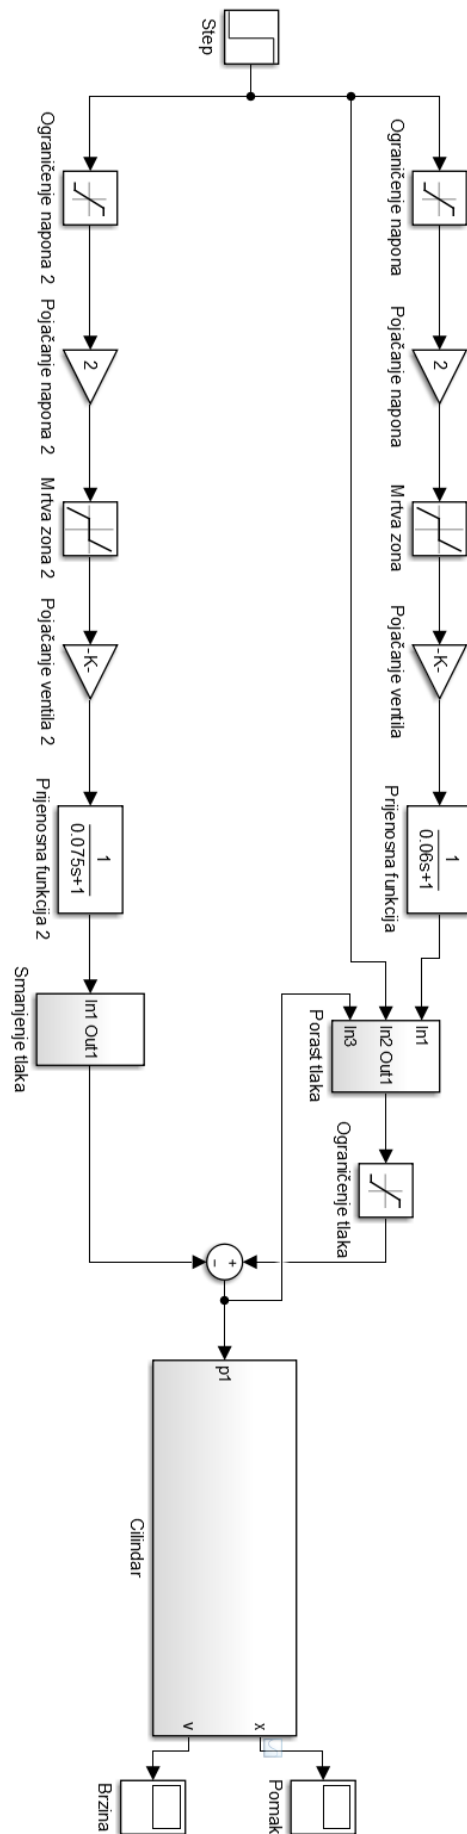 Step
Ograničenje napona
2
Pojačanje napona
Mrtva zona
-K-
Pojačanje ventila
1
0.06s+1
Prijenosna funkcija
In1
In2 Out1
In3
Porast tlaka
Ograničenje tlaka
Ograničenje napona 2
2
Pojačanje napona 2
Mrtva zona 2
-K-
Pojačanje ventila 2
1
0.075s+1
Prijenosna funkcija 2
In1 Out1
Smanjenje tlaka
+
−
p1
x
v
Cilindar
Pomak
Brzina